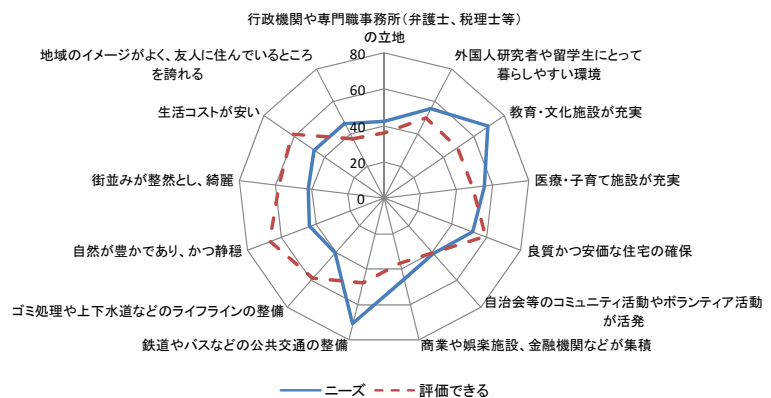 行政機関や専門職事務所（弁護士、税理士等）
の立地
外国人研究者や留学生にとって
暮らしやすい環境
教育・文化施設が充実
医療・子育て施設が充実
良質かつ安価な住宅の確保
自治会等のコミュニティ活動やボランティア活動
が活発
商業や娯楽施設、金融機関などが集積
鉄道やバスなどの公共交通の整備
ゴミ処理や上下水道などのライフラインの整備
自然が豊かであり、かつ静穏
街並みが整然とし、綺麗
生活コストが安い
地域のイメージがよく、友人に住んでいるところ
を誇れる
80
60
40
20
0
ニーズ
評価できる